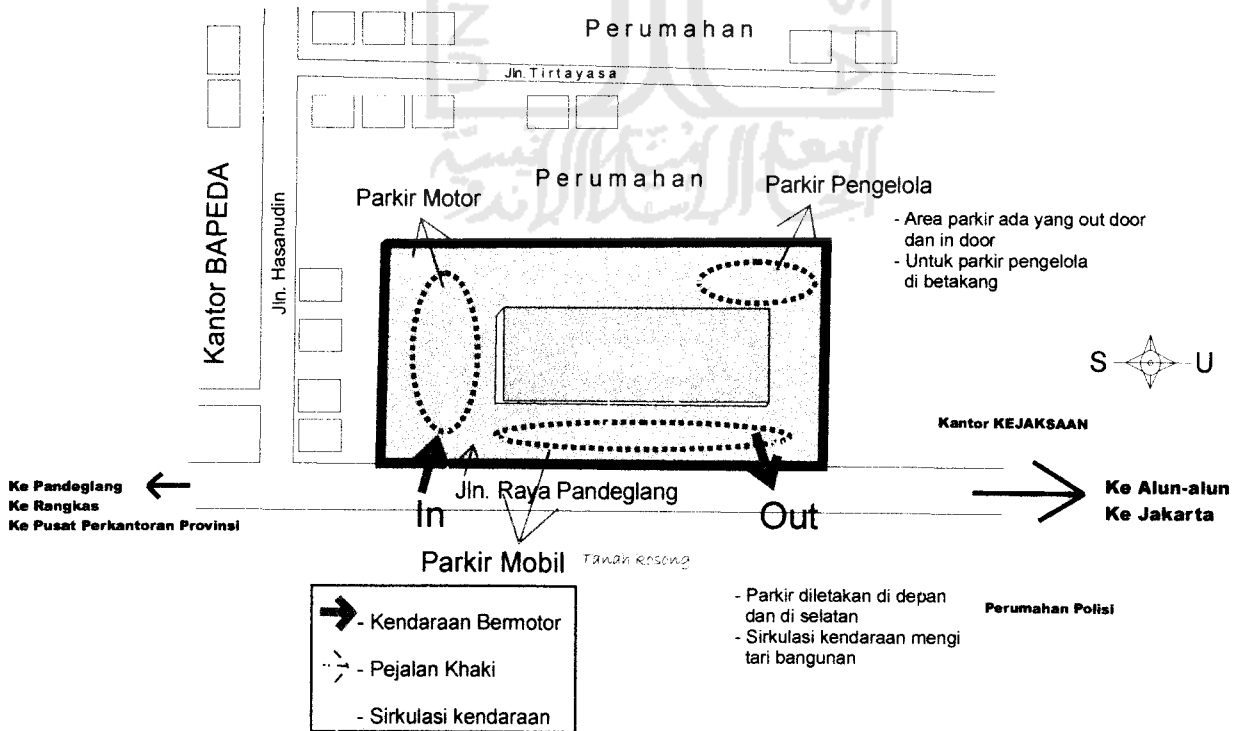 Perumahan
Jln. Tirtayasa
Perumahan
Kantor BAPEDA
Jln. Hasanudin
Parkir Motor
Parkir Pengelola
- Area parkir ada yang out door
dan in door
- Untuk parkir pengelola
di betakang
S
U
Kantor KEJAKSAAN
Ke Pandeglang
Ke Rangkas
Ke Pusat Perkantoran Provinsi
Jln. Raya Pandeglang
In
Out
Ke Alun-alun
Ke Jakarta
Parkir Mobil
Tanah Kosong
- Kendaraan Bermotor
- Pejalan Khaki
- Sirkulasi kendaraan
- Parkir diletakan di depan
dan di selatan
- Sirkulasi kendaraan mengi
tari bangunan
Perumahan Polisi